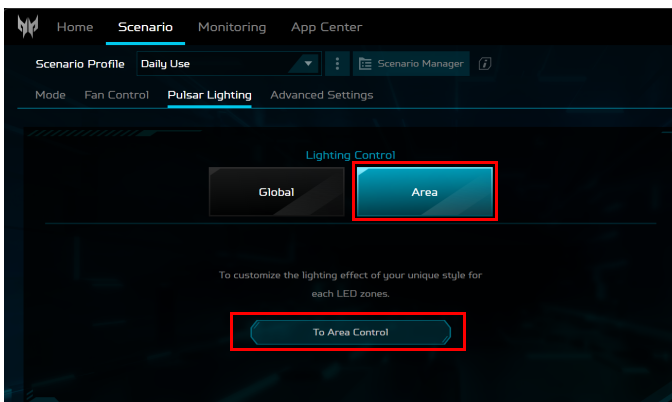 Home Scenario Monitoring App Center
Scenario Profile Daily Use Scenario Manager i
Mode Fan Control Pulsar Lighting Advanced Settings
Lighting Control
Global Area
To customize the lighting effect of your unique style for
each LED zones.
To Area Control